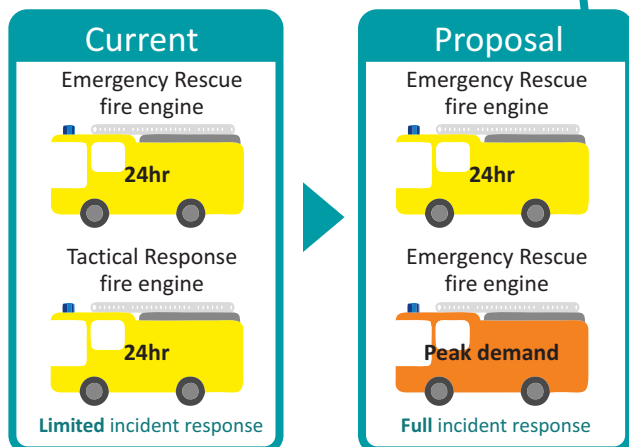 Current
Emergency Rescue
fire engine
24hr
Tactical Response
fire engine
24hr
Limited incident response
Proposal
Emergency Rescue
fire engine
24hr
Emergency Rescue
fire engine
Peak demand
Full incident response